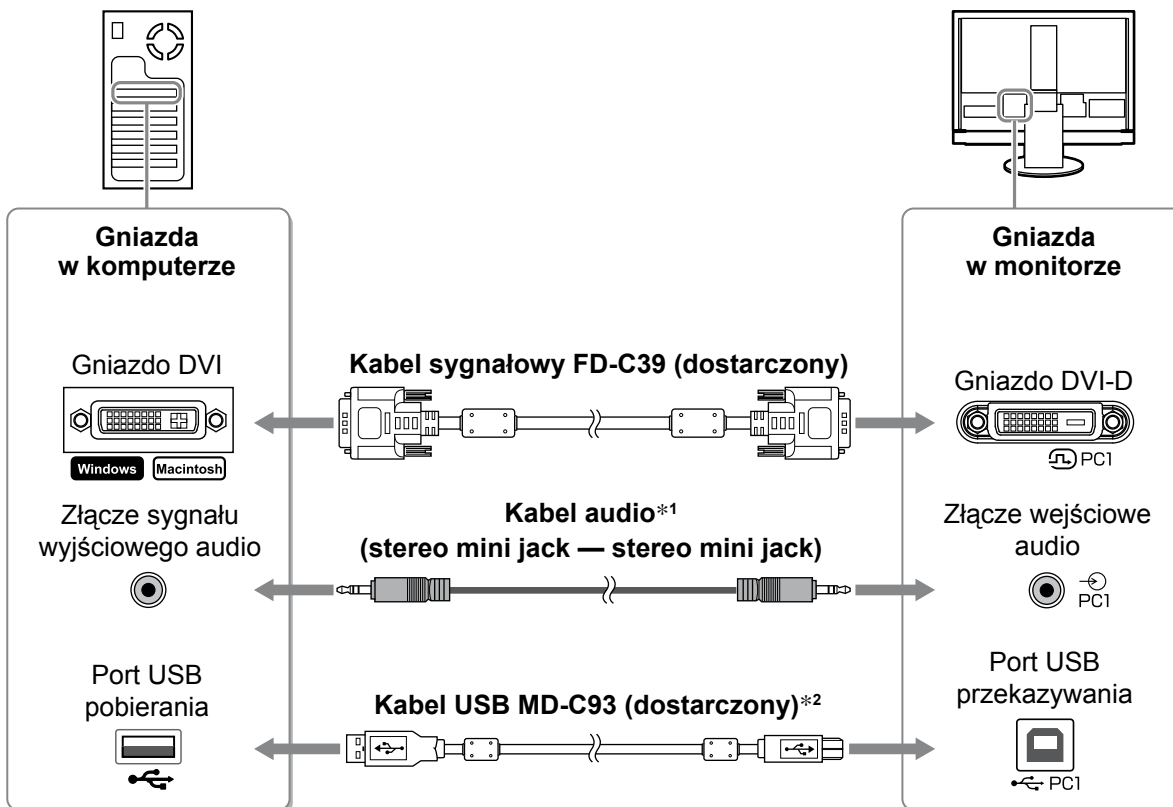 Gniazda
w komputerze
Gniazda
w monitorze
Gniazdo DVI
Windows
Macintosh
Kabel sygnałowy FD-C39 (dostarczony)
Gniazdo DVI-D
PC1
Złącze sygnału
wyjściowego audio
Kabel audio*1
(stereo mini jack — stereo mini jack)
Złącze wejściowe
audio
PC1
Port USB
pobierania
Kabel USB MD-C93 (dostarczony)*2
Port USB
przekazywania
PC1